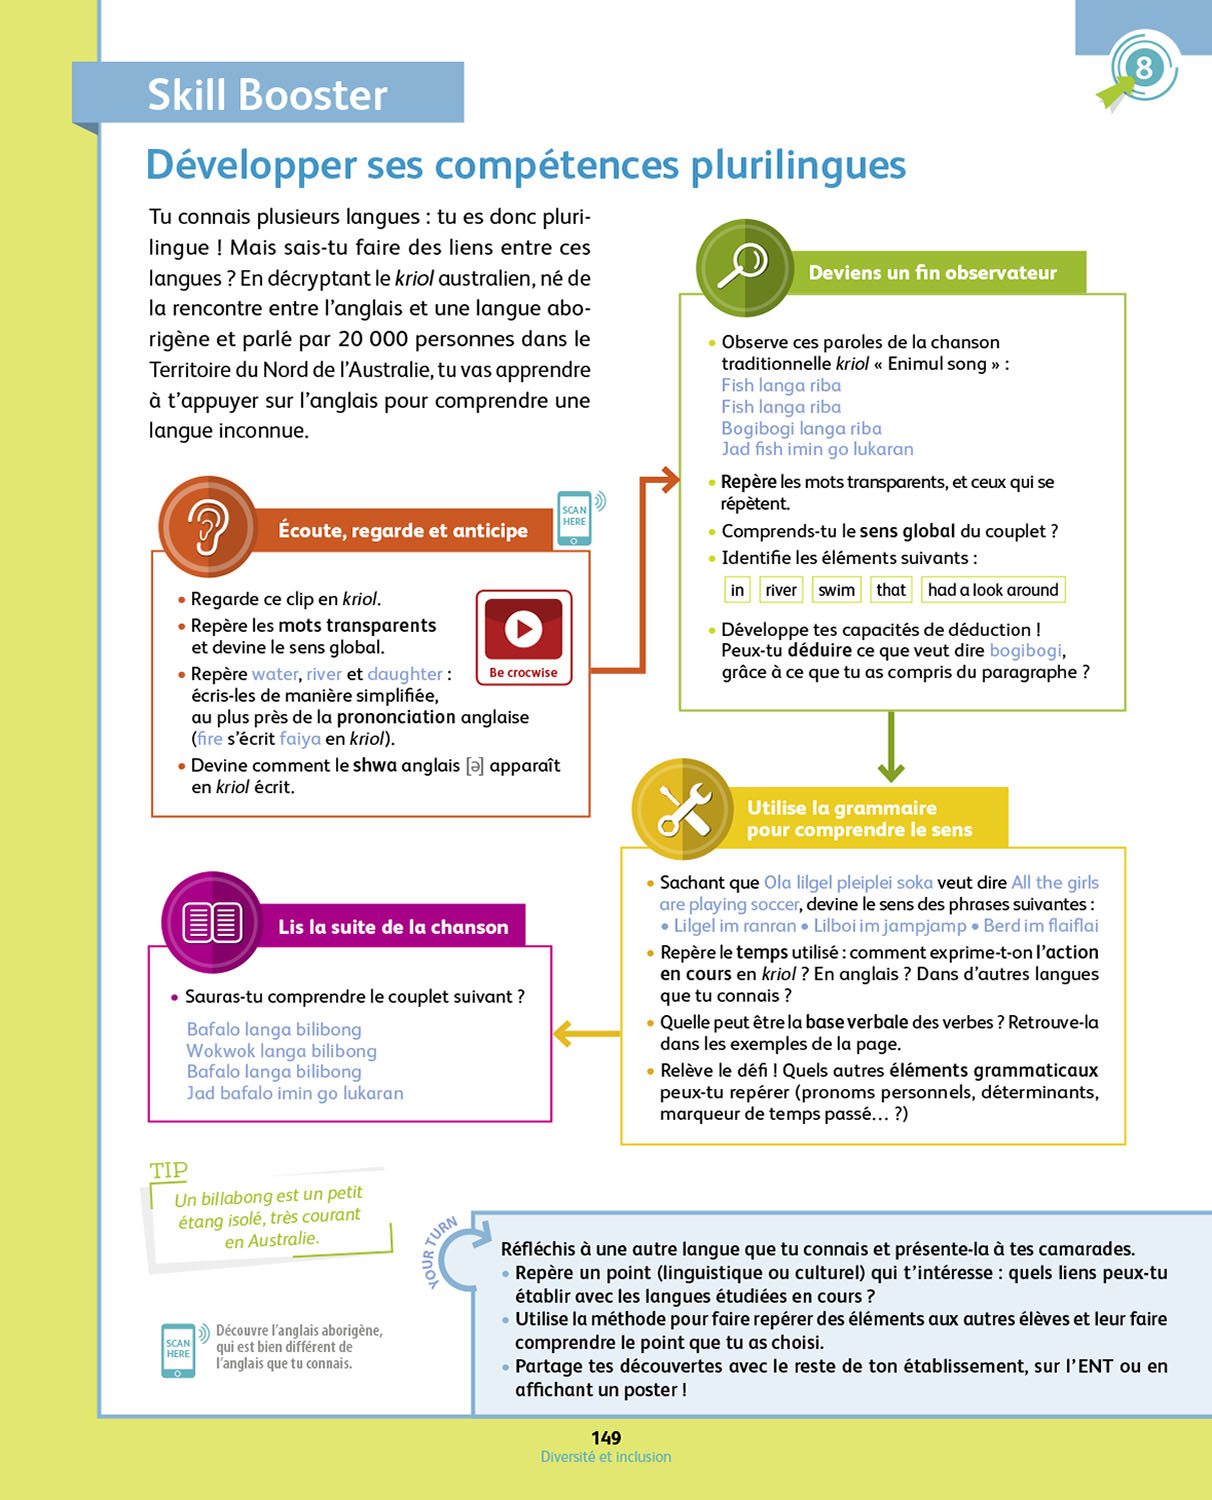 8
Skill Booster
Développer ses compétences plurilingues
Tu connais plusieurs langues : tu es donc pluri-
lingue ! Mais sais-tu faire des liens entre ces
langues ? En décryptant le kriol australien, né de
la rencontre entre l'anglais et une langue abo-
rigène et parlé par 20 000 personnes dans le
Territoire du Nord de l'Australie, tu vas apprendre
à t'appuyer sur l'anglais pour comprendre une
langue inconnue.
Écoute, regarde et anticipe
SCAN
HERE
• Regarde ce clip en kriol.
• Repère les mots transparents
et devine le sens global.
• Repère water, river et daughter :
écris-les de manière simplifiée,
au plus près de la prononciation anglaise
(fire s'écrit faiya en kriol).
• Devine comment le shwa anglais [ə] apparaît
en kriol écrit.
Be crocwise
Deviens un fin observateur
• Observe ces paroles de la chanson
traditionnelle kriol « Enimul song » :
Fish langa riba
Fish langa riba
Bogibogi langa riba
Jad fish imin go lukaran
• Repère les mots transparents, et ceux qui se
répètent.
• Comprends-tu le sens global du couplet ?
• Identifie les éléments suivants :
in river swim that had a look around
• Développe tes capacités de déduction !
Peux-tu déduire ce que veut dire bogibogi,
grâce à ce que tu as compris du paragraphe ?
Utilise la grammaire
pour comprendre le sens
• Sachant que Ola lilgel pleiplei soka veut dire All the girls
are playing soccer, devine le sens des phrases suivantes :
• Lilgel im ranran • Lilboi im jampjamp • Berd im flaiflai
• Repère le temps utilisé : comment exprime-t-on l'action
en cours en kriol ? En anglais ? Dans d'autres langues
que tu connais ?
• Quelle peut être la base verbale des verbes ? Retrouve-la
dans les exemples de la page.
• Relève le défi ! Quels autres éléments grammaticaux
peux-tu repérer (pronoms personnels, déterminants,
marqueur de temps passé… ?)
Lis la suite de la chanson
• Sauras-tu comprendre le couplet suivant ?
Bafalo langa bilibong
Wokwok langa bilibong
Bafalo langa bilibong
Jad bafalo imin go lukaran
TIP
Un billabong est un petit
étang isolé, très courant
en Australie.
SCAN
HERE
Découvre l'anglais aborigène,
qui est bien différent de
l'anglais que tu connais.
YOUR TURN
Réfléchis à une autre langue que tu connais et présente-la à tes camarades.
• Repère un point (linguistique ou culturel) qui t'intéresse : quels liens peux-tu
établir avec les langues étudiées en cours ?
• Utilise la méthode pour faire repérer des éléments aux autres élèves et leur faire
comprendre le point que tu as choisi.
• Partage tes découvertes avec le reste de ton établissement, sur l'ENT ou en
affichant un poster !
149
Diversité et inclusion